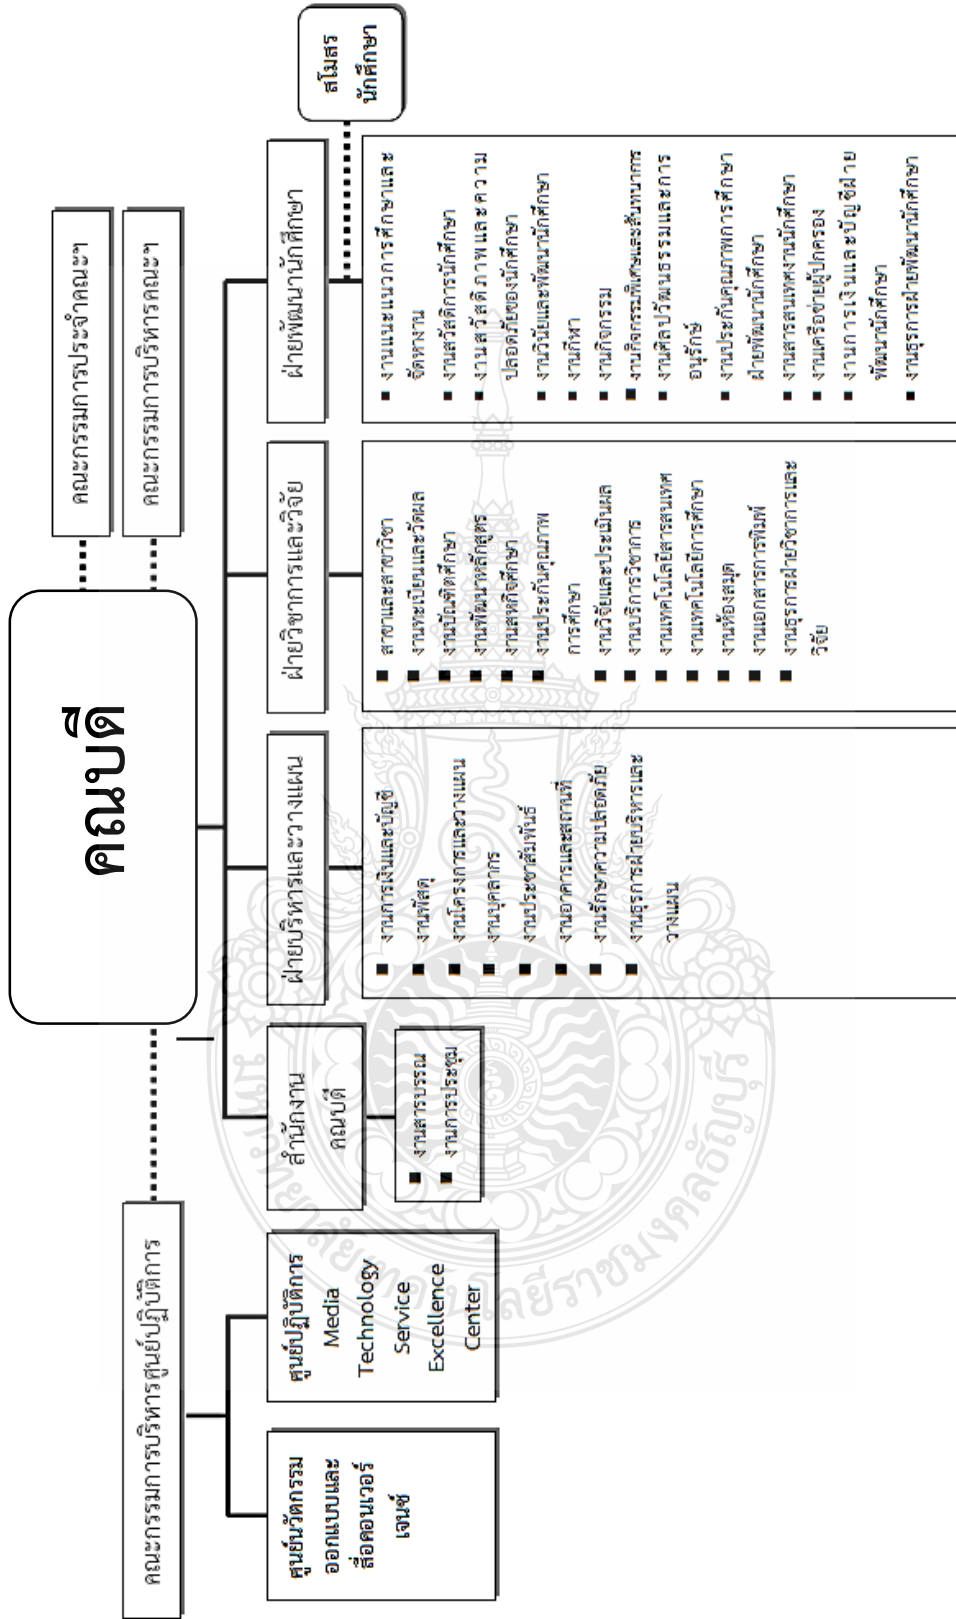 คณบดี
คณะกรรมการประจำคณะฯ
คณะกรรมการบริหารคณะฯ
คณะกรรมการบริหารศูนย์ปฏิบัติการ
ศูนย์นวัตกรรม
ออกแบบและ
สื่อคอนเวอร์
เจนซ์
ศูนย์ปฏิบัติการ
Media
Technology
Service
Excellence
Center
สำนักงาน
คณบดี
■ งานสารบรรณ
■ งานการประชุม
ฝ่ายบริหารและวางแผน
■ งานการเงินและบัญชี
■ งานพัสดุ
■ งานโครงการและวางแผน
■ งานบุคลากร
■ งานประชาสัมพันธ์
■ งานอาคารและสถานที่
■ งานรักษาความปลอดภัย
■ งานธุรการฝ่ายบริหารและ
วางแผน
ฝ่ายวิชาการและวิจัย
■ สาขาและสาขาวิชา
■ งานทะเบียนและวัดผล
■ งานบัณฑิตศึกษา
■ งานพัฒนาหลักสูตร
■ งานสหกิจศึกษา
■ งานประกันคุณภาพ
การศึกษา
■ งานวิจัยและประเมินผล
■ งานบริการวิชาการ
■ งานเทคโนโลยีสารสนเทศ
■ งานเทคโนโลยีการศึกษา
■ งานห้องสมุด
■ งานเอกสารการพิมพ์
■ งานธุรการฝ่ายวิชาการและ
วิจัย
ฝ่ายพัฒนานักศึกษา
■ งานแนะแนวการศึกษาและ
จัดหางาน
■ งานสวัสดิการนักศึกษา
■ งานสวัสดิภาพและความ
ปลอดภัยของนักศึกษา
■ งานวินัยและพัฒนานักศึกษา
■ งานกีฬา
■ งานกิจกรรม
■ งานกิจกรรมพิเศษและสันทนาการ
■ งานศิลปวัฒนธรรมและการ
อนุรักษ์
■ งานประกันคุณภาพการศึกษา
ฝ่ายพัฒนานักศึกษา
■ งานสารสนเทศงานนักศึกษา
■ งานเครือข่ายผู้ปกครอง
■ งานการเงินและบัญชีฝ่าย
พัฒนานักศึกษา
■ งานธุรการฝ่ายพัฒนานักศึกษา
สโมสร
นักศึกษา
มหาวิทยาลัยเทคโนโลยีราชมงคลธัญบุรี